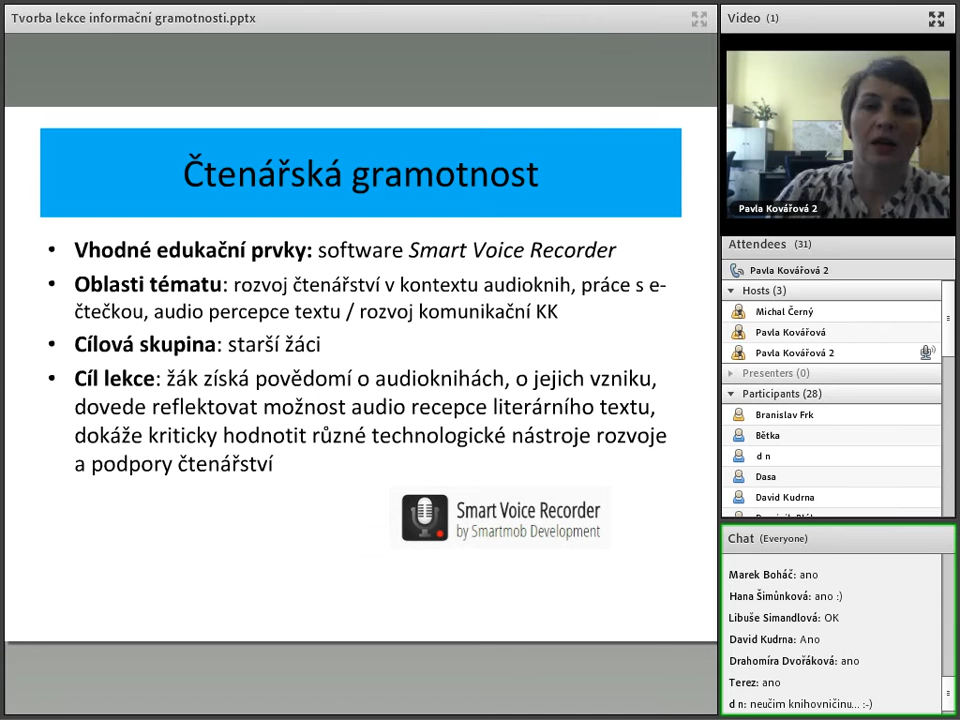 Tvorba lekce informační gramotnosti.pptx
Čtenářská gramotnost
• Vhodné edukační prvky: software Smart Voice Recorder
• Oblasti tématu: rozvoj čtenářství v kontextu audioknih, práce s e-
čtečkou, audio percepce textu / rozvoj komunikační KK
• Cílová skupina: starší žáci
• Cíl lekce: žák získá povědomí o audioknihách, o jejich vzniku,
dovede reflektovat možnost audio recepce literárního textu,
dokáže kriticky hodnotit různé technologické nástroje rozvoje
a podpory čtenářství
Smart Voice Recorder
by Smartmob Development
Video (1)
Pavla Kovářová 2
Attendees (31)
Pavla Kovářová 2
Hosts (3)
Michal Černý
Pavla Kovářová
Pavla Kovářová 2
Presenters (0)
Participants (28)
Branislav Frk
Bětka
d n
Dasa
David Kudrna
Chat (Everyone)
Marek Boháč: ano
Hana Šimůnková: ano :)
Libuše Simandlová: OK
David Kudrna: Ano
Drahomíra Dvořáková: ano
Terez: ano
d n: neučim knihovničinu... :-)